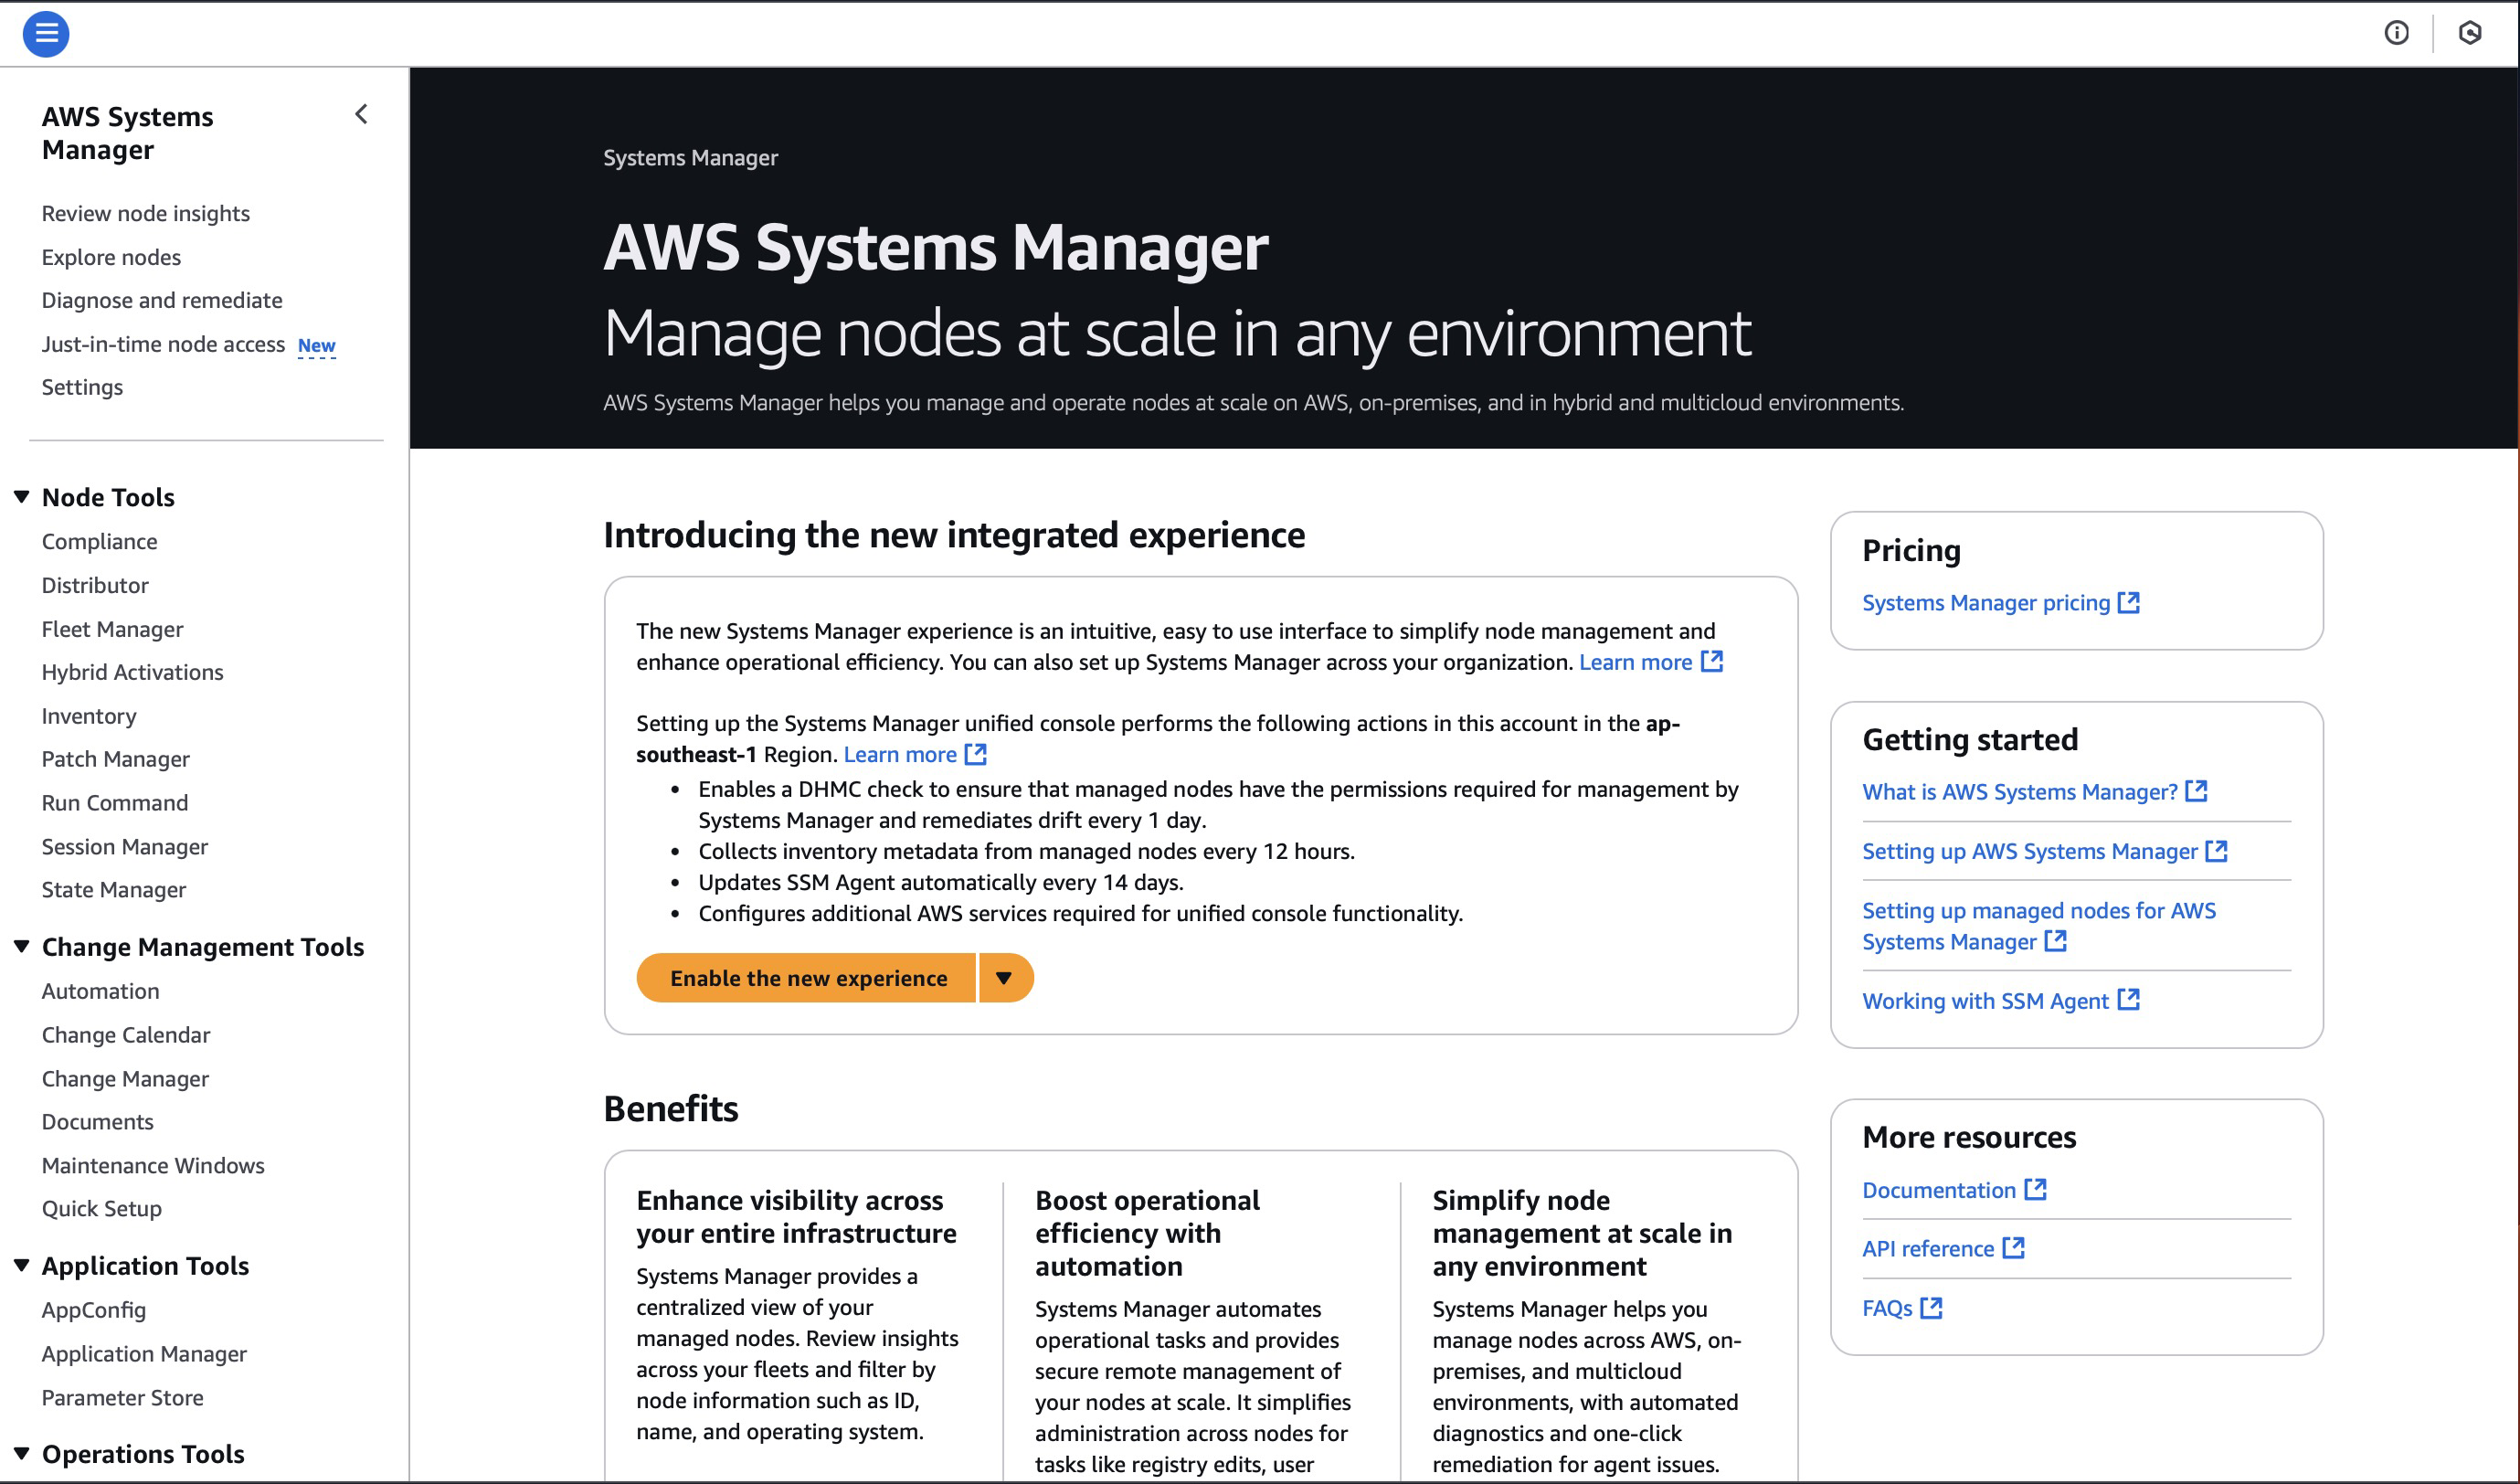 AWS Systems
Manager
Review node insights
Explore nodes
Diagnose and remediate
Just-in-time node access New
Settings
Node Tools
Compliance
Distributor
Fleet Manager
Hybrid Activations
Inventory
Patch Manager
Run Command
Session Manager
State Manager
Change Management Tools
Automation
Change Calendar
Change Manager
Documents
Maintenance Windows
Quick Setup
Application Tools
AppConfig
Application Manager
Parameter Store
Operations Tools
Systems Manager
AWS Systems Manager
Manage nodes at scale in any environment
AWS Systems Manager helps you manage and operate nodes at scale on AWS, on-premises, and in hybrid and multicloud environments.
Introducing the new integrated experience
The new Systems Manager experience is an intuitive, easy to use interface to simplify node management and
enhance operational efficiency. You can also set up Systems Manager across your organization. Learn more
Setting up the Systems Manager unified console performs the following actions in this account in the ap-
southeast-1 Region. Learn more
• Enables a DHMC check to ensure that managed nodes have the permissions required for management by
Systems Manager and remediates drift every 1 day.
• Collects inventory metadata from managed nodes every 12 hours.
• Updates SSM Agent automatically every 14 days.
• Configures additional AWS services required for unified console functionality.
Enable the new experience
Benefits
Enhance visibility across
your entire infrastructure
Systems Manager provides a
centralized view of your
managed nodes. Review insights
across your fleets and filter by
node information such as ID,
name, and operating system.
Boost operational
efficiency with
automation
Systems Manager automates
operational tasks and provides
secure remote management of
your nodes at scale. It simplifies
administration across nodes for
tasks like registry edits, user
Simplify node
management at scale in
any environment
Systems Manager helps you
manage nodes across AWS, on-
premises, and multicloud
environments, with automated
diagnostics and one-click
remediation for agent issues.
Pricing
Systems Manager pricing
Getting started
What is AWS Systems Manager?
Setting up AWS Systems Manager
Setting up managed nodes for AWS
Systems Manager
Working with SSM Agent
More resources
Documentation
API reference
FAQs